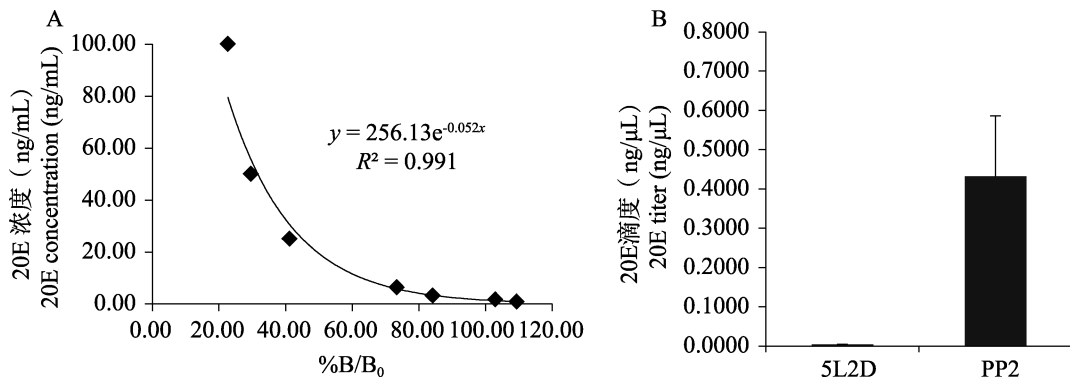 A
20E 浓度（ng/mL）
20E concentration (ng/mL)
100.00
80.00
60.00
40.00
20.00
0.00
y = 256.13e^-0.052x
R² = 0.991
0.00 20.00 40.00 60.00 80.00 100.00 120.00
%B/B₀
B
20E滴度（ng/μL）
20E titer (ng/μL)
0.8000
0.7000
0.6000
0.5000
0.4000
0.3000
0.2000
0.1000
0.0000
5L2D PP2